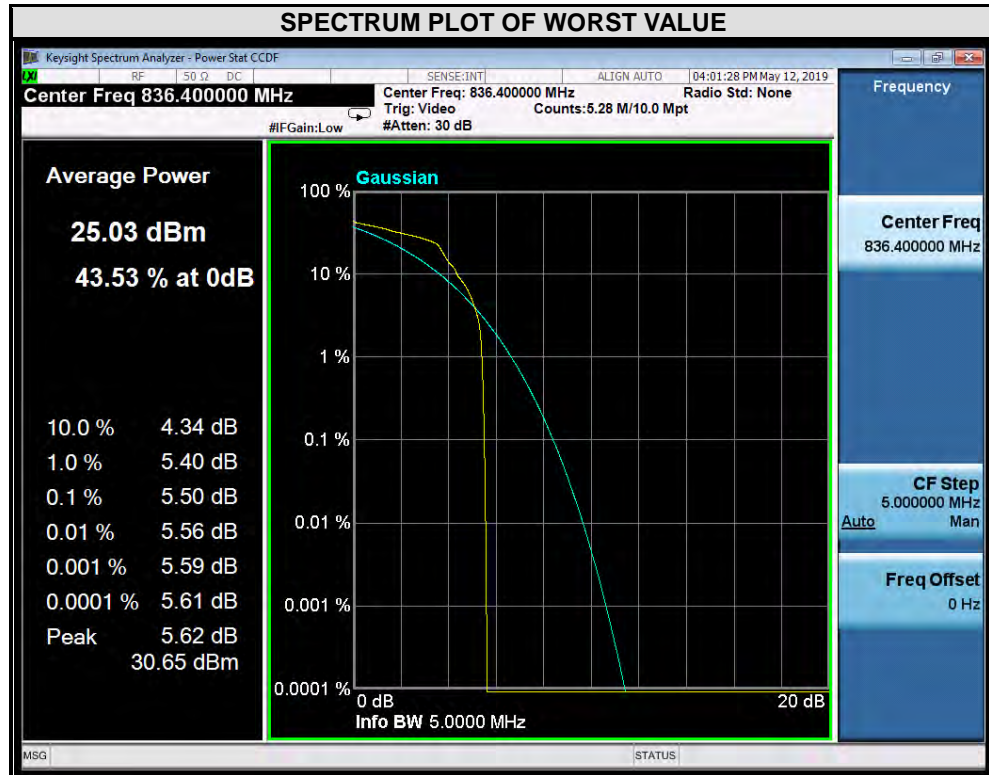 SPECTRUM PLOT OF WORST VALUE
Keysight Spectrum Analyzer - Power Stat CCDF
LXI RF 50 Ω DC SENSE:INT ALIGN AUTO 04:01:28 PM May 12, 2019
Center Freq 836.400000 MHz
Center Freq: 836.400000 MHz Radio Std: None
Trig: Video Counts:5.28 M/10.0 Mpt
#IFGain:Low #Atten: 30 dB
Average Power
25.03 dBm
43.53 % at 0dB
10.0 % 4.34 dB
1.0 % 5.40 dB
0.1 % 5.50 dB
0.01 % 5.56 dB
0.001 % 5.59 dB
0.0001 % 5.61 dB
Peak 5.62 dB
30.65 dBm
Gaussian
100 %
10 %
1 %
0.1 %
0.01 %
0.001 %
0.0001 %
0 dB 20 dB
Info BW 5.0000 MHz
Frequency
Center Freq
836.400000 MHz
CF Step
5.000000 MHz
Auto Man
Freq Offset
0 Hz
MSG STATUS